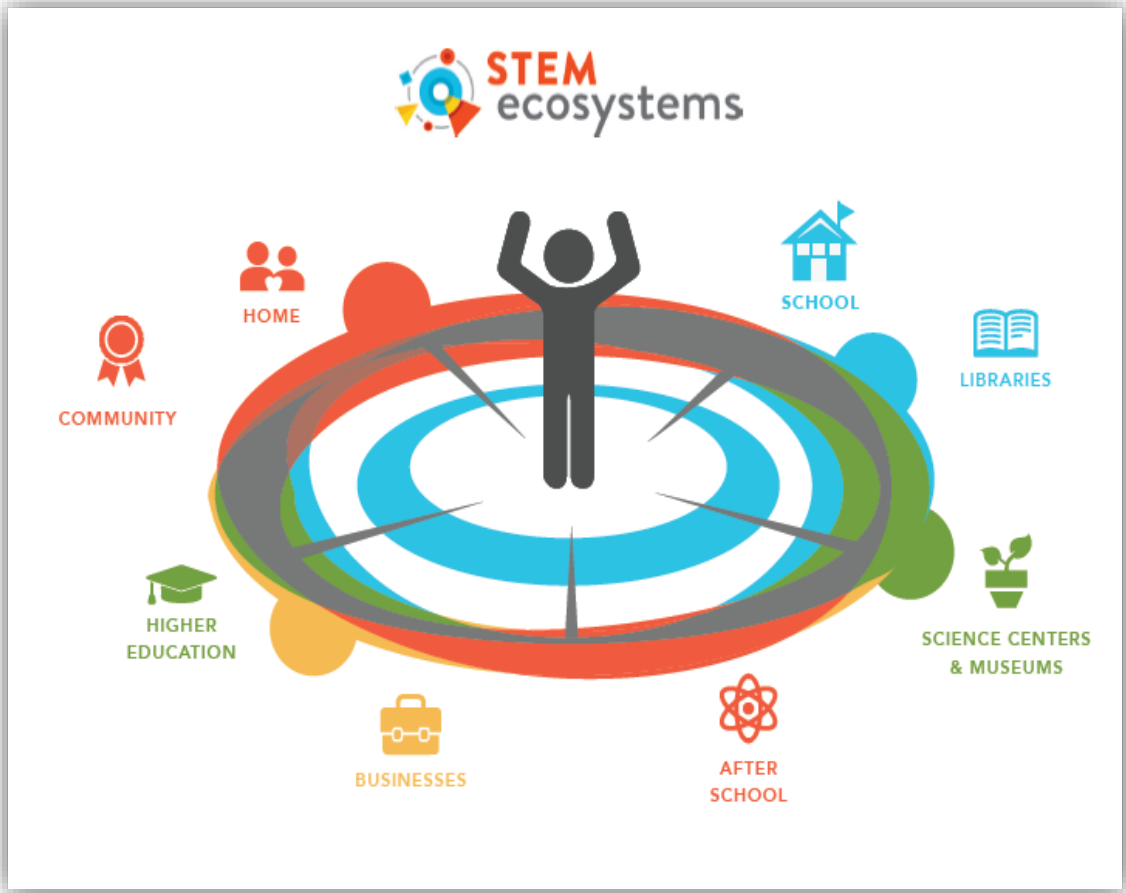 STEM
ecosystems
HOME
SCHOOL
COMMUNITY
LIBRARIES
HIGHER
EDUCATION
SCIENCE CENTERS
& MUSEUMS
BUSINESSES
AFTER
SCHOOL